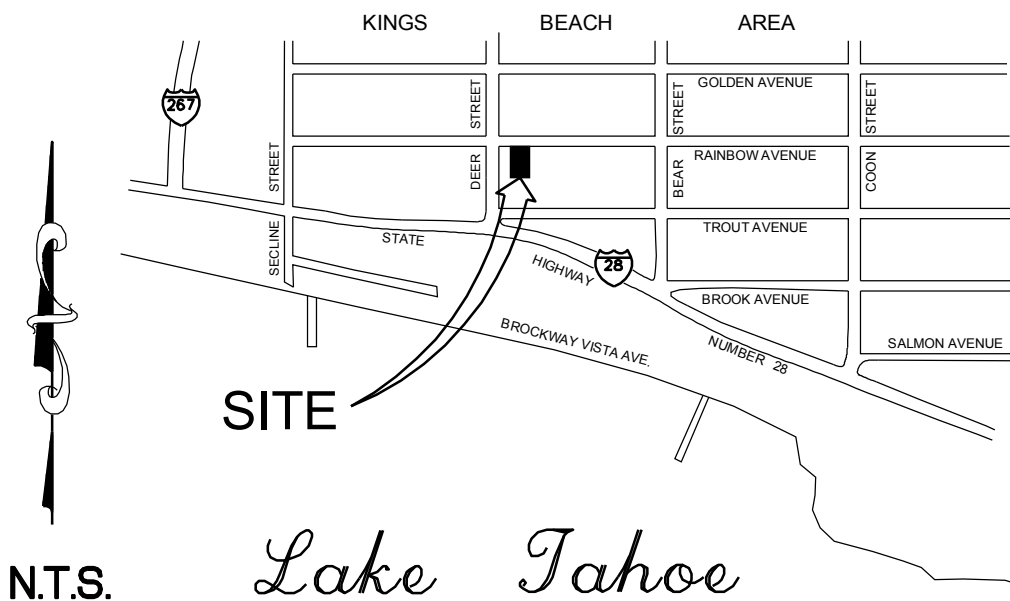 KINGS BEACH AREA
GOLDEN AVENUE
267
STREET
STREET
STREET
STREET
RAINBOW AVENUE
DEER
BEAR
COON
SECLINE
STATE
TROUT AVENUE
HIGHWAY
28
BROOK AVENUE
BROCKWAY VISTA AVE.
NUMBER 28
SALMON AVENUE
SITE
N.T.S.
Lake Tahoe